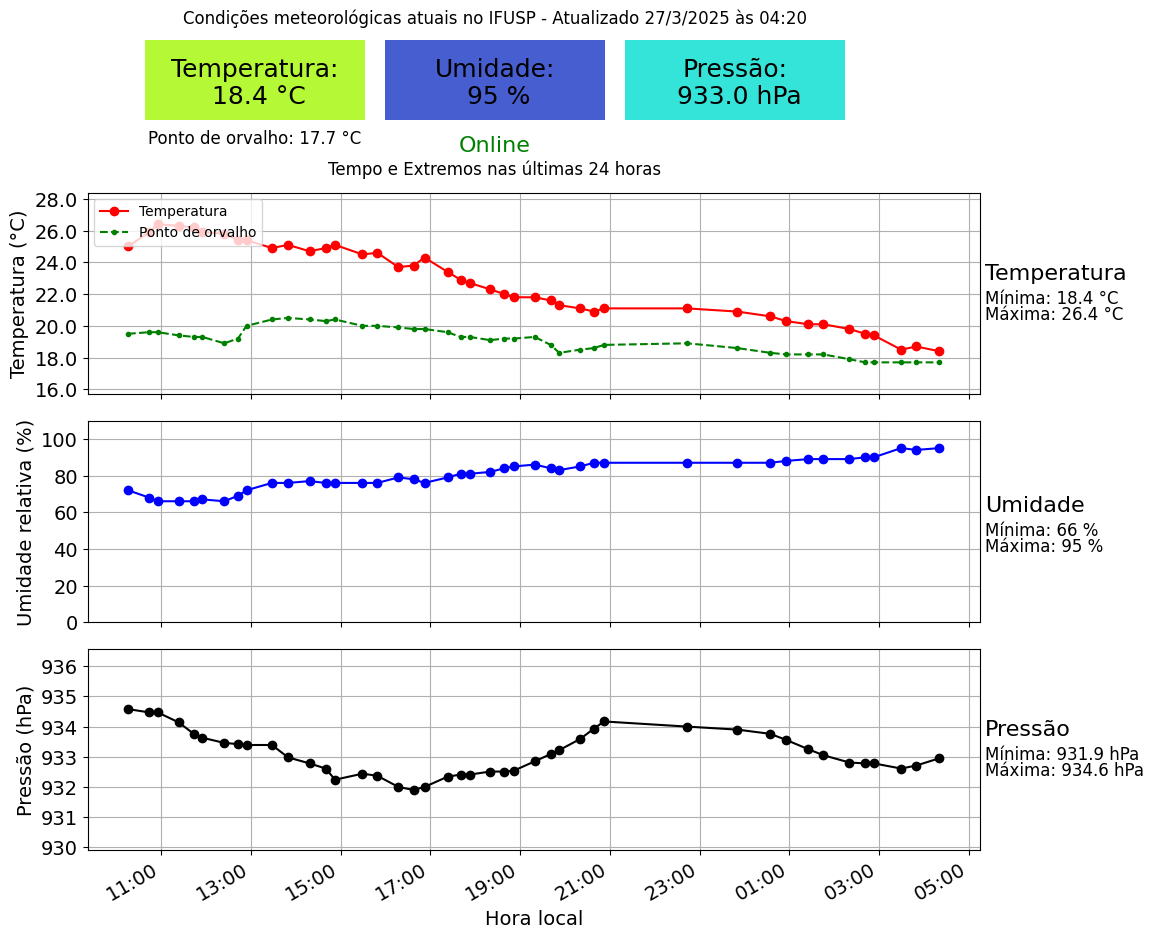 Condições meteorológicas atuais no IFUSP - Atualizado 27/3/2025 às 04:20
Temperatura:
18.4 °C
Umidade:
95 %
Pressão:
933.0 hPa
Ponto de orvalho: 17.7 °C
Online
Tempo e Extremos nas últimas 24 horas
Temperatura (°C)
28.0
26.0
24.0
22.0
20.0
18.0
16.0
Temperatura
Ponto de orvalho
Temperatura
Mínima: 18.4 °C
Máxima: 26.4 °C
Umidade relativa (%)
100
80
60
40
20
0
Umidade
Mínima: 66 %
Máxima: 95 %
Pressão (hPa)
936
935
934
933
932
931
930
Pressão
Mínima: 931.9 hPa
Máxima: 934.6 hPa
11:00 13:00 15:00 17:00 19:00 21:00 23:00 01:00 03:00 05:00
Hora local